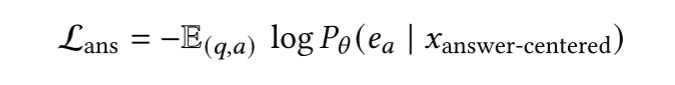 ℒ_ans = −𝔼_(q,a) log P_θ(e_a | x_answer-centered)